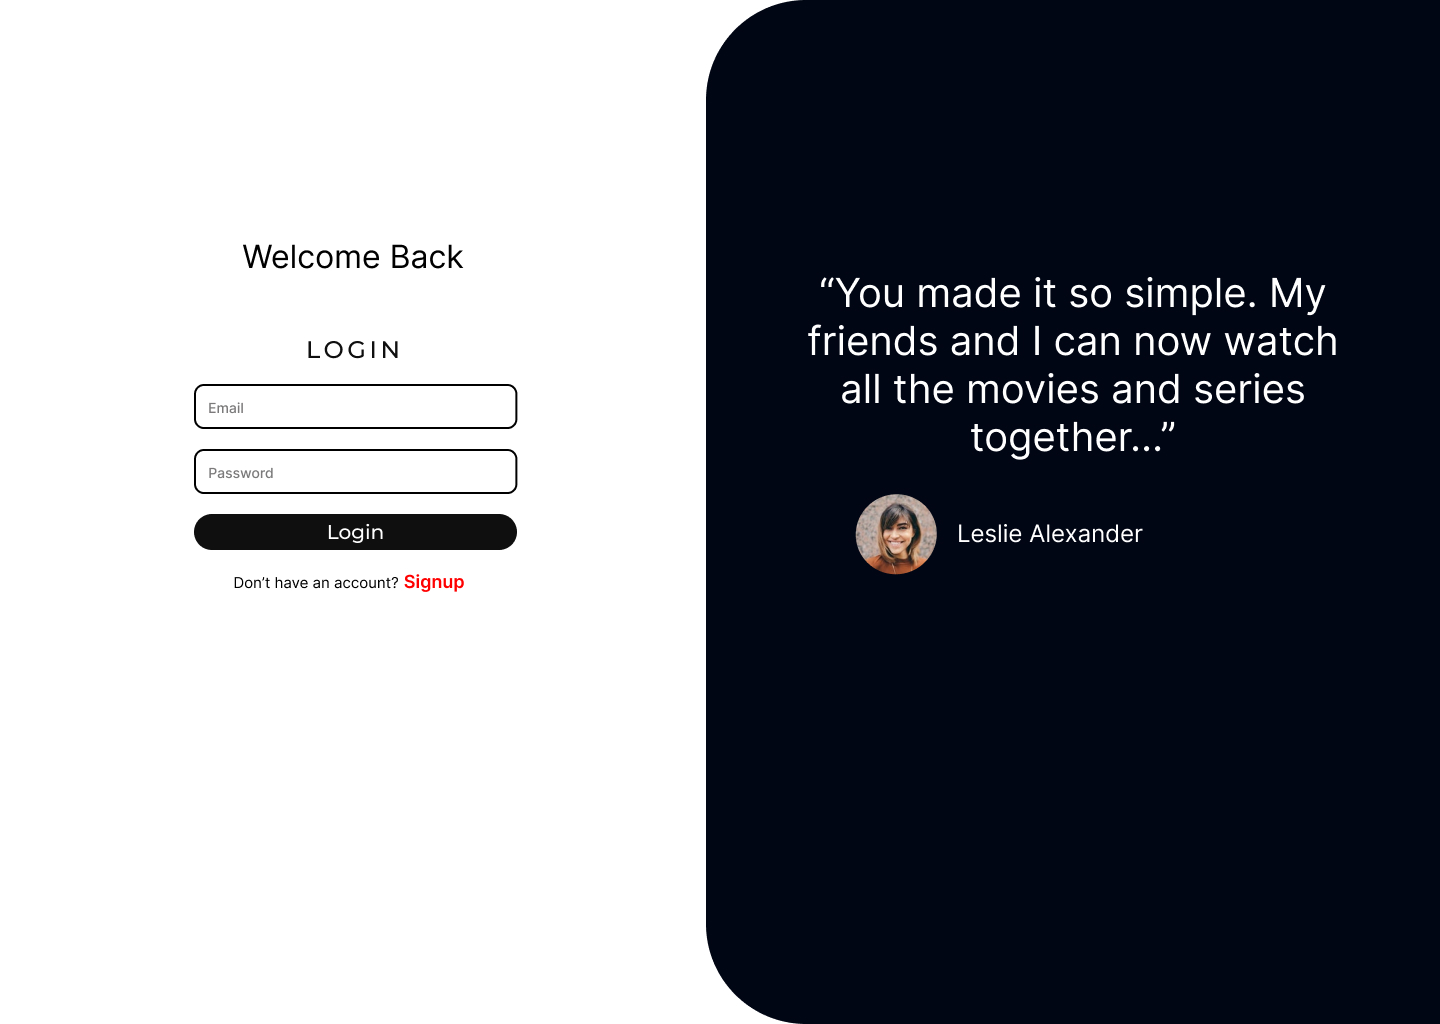 Welcome Back
LOGIN
Email
Password
Login
Don’t have an account? Signup
“You made it so simple. My
friends and I can now watch
all the movies and series
together...”
Leslie Alexander